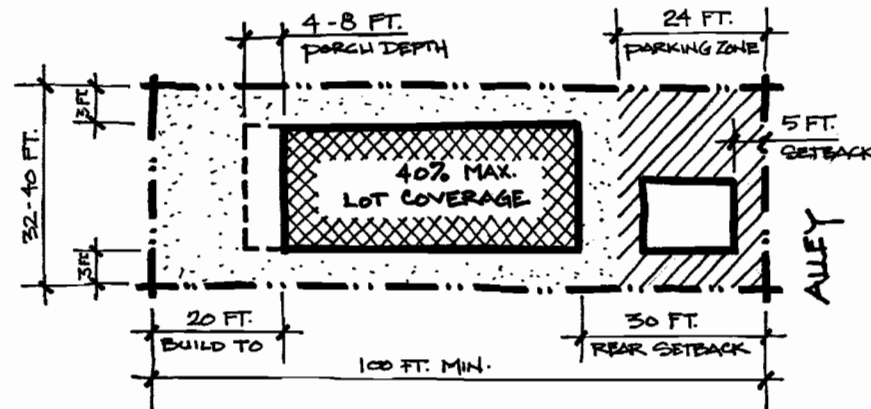 4-8 FT.
PORCH DEPTH
24 FT.
PARKING ZONE
3 FT
32-40 FT.
3 FT
40% MAX.
LOT COVERAGE
5 FT.
SETBACK
ALLEY
20 FT.
BUILD TO
30 FT.
REAR SETBACK
100 FT. MIN.